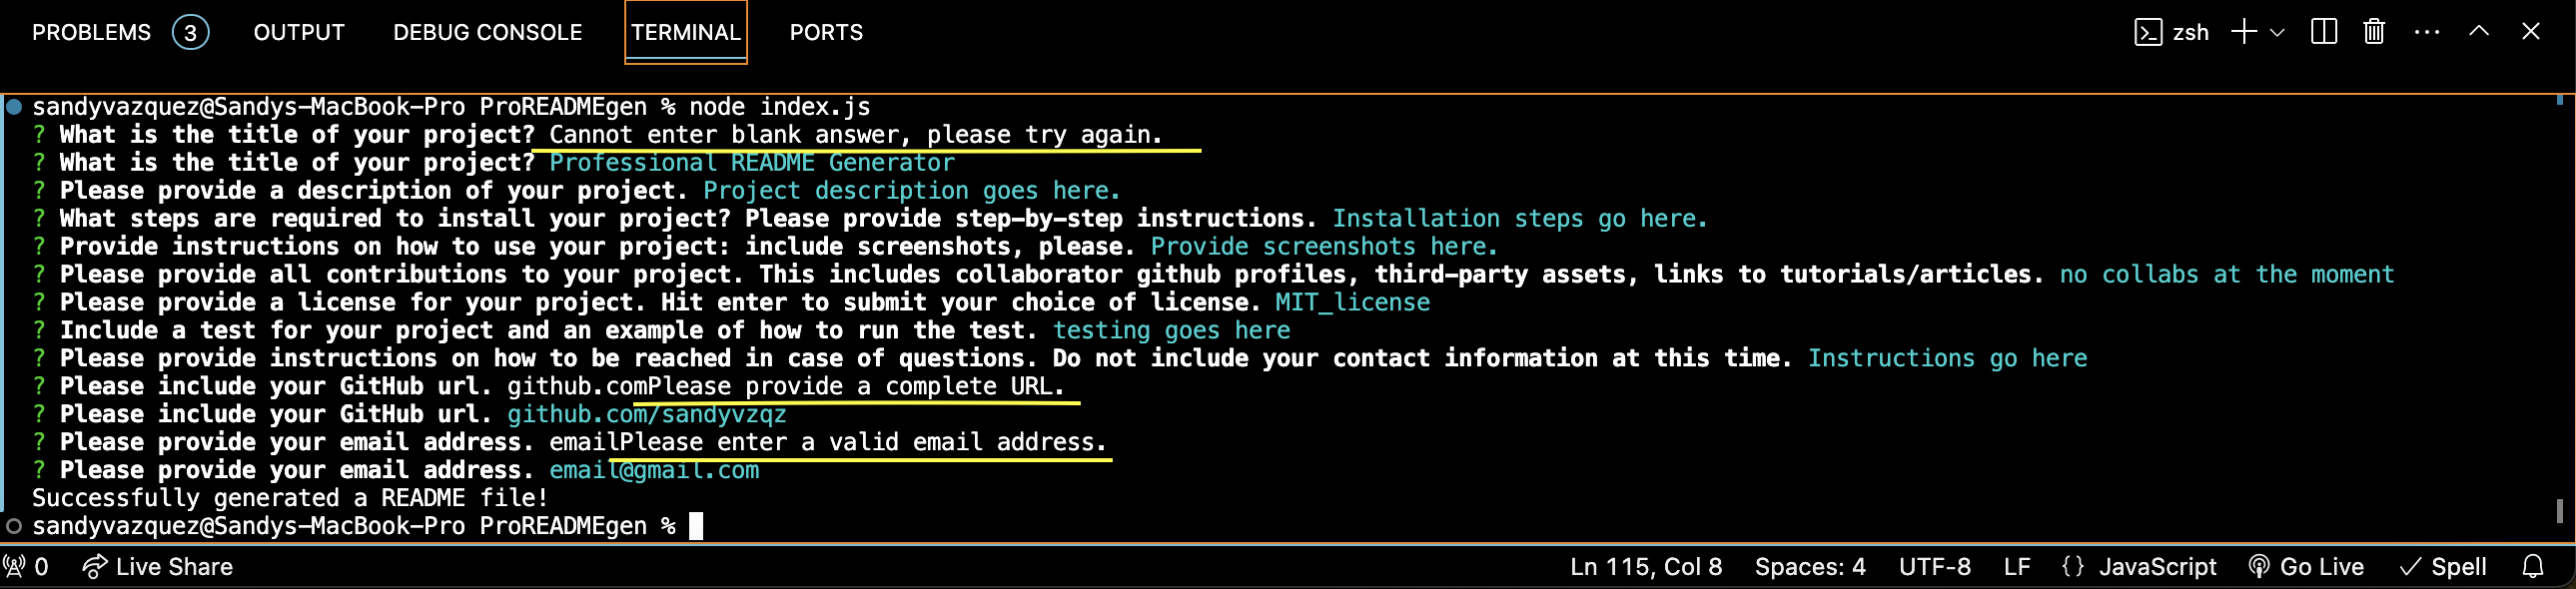 PROBLEMS 3 OUTPUT DEBUG CONSOLE TERMINAL PORTS zsh
sandyvazquez@Sandys-MacBook-Pro ProREADMEgen % node index.js
? What is the title of your project? Cannot enter blank answer, please try again.
? What is the title of your project? Professional README Generator
? Please provide a description of your project. Project description goes here.
? What steps are required to install your project? Please provide step-by-step instructions. Installation steps go here.
? Provide instructions on how to use your project: include screenshots, please. Provide screenshots here.
? Please provide all contributions to your project. This includes collaborator github profiles, third-party assets, links to tutorials/articles. no collabs at the moment
? Please provide a license for your project. Hit enter to submit your choice of license. MIT_license
? Include a test for your project and an example of how to run the test. testing goes here
? Please provide instructions on how to be reached in case of questions. Do not include your contact information at this time. Instructions go here
? Please include your GitHub url. github.comPlease provide a complete URL.
? Please include your GitHub url. github.com/sandyvzqz
? Please provide your email address. emailPlease enter a valid email address.
? Please provide your email address. email@gmail.com
Successfully generated a README file!
sandyvazquez@Sandys-MacBook-Pro ProREADMEgen %
0 Live Share Ln 115, Col 8 Spaces: 4 UTF-8 LF {} JavaScript Go Live Spell